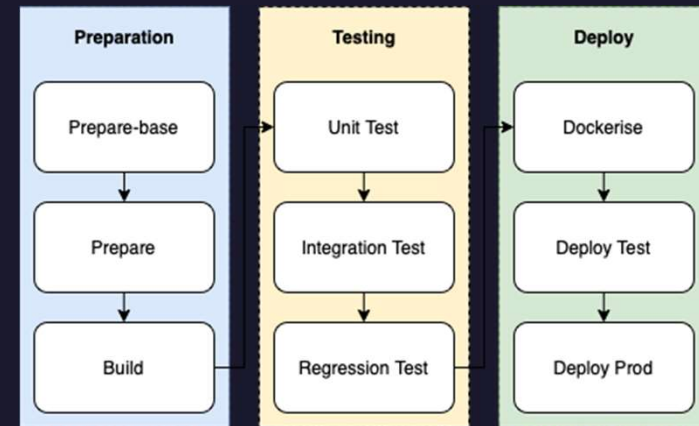 Preparation
Prepare-base
Prepare
Build
Testing
Unit Test
Integration Test
Regression Test
Deploy
Dockerise
Deploy Test
Deploy Prod